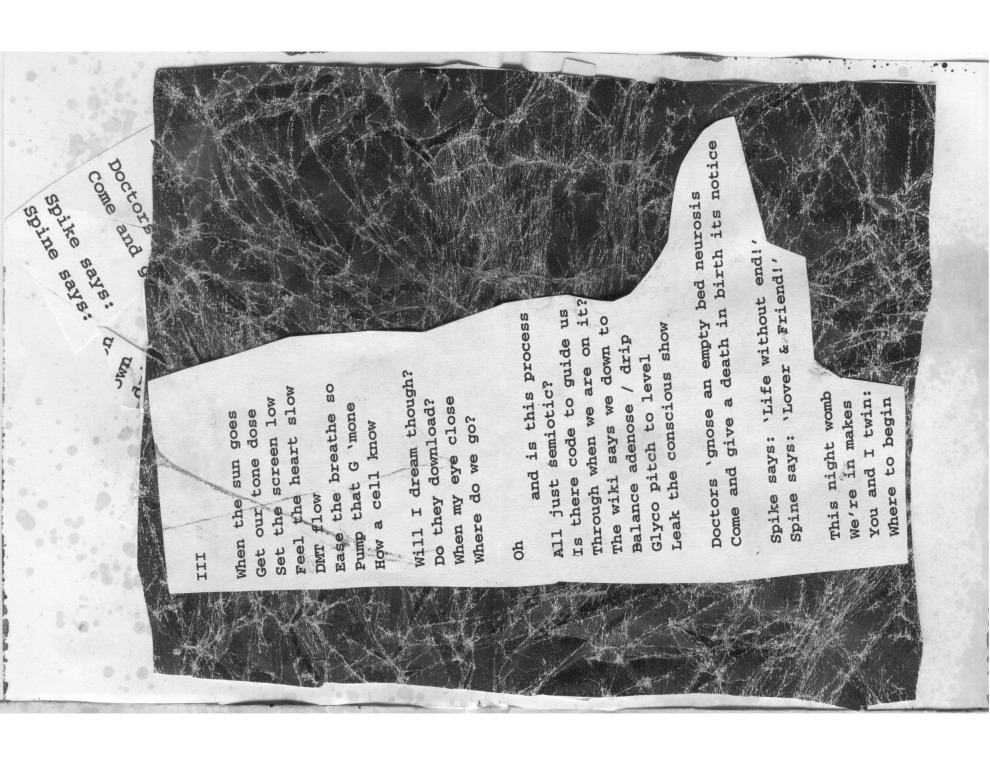 Doctors
Come and g
Spike says:
Spine says:
III
When the sun goes
Get our tone dose
Set the screen low
Feel the heart slow
DMT flow
Ease the breathe so
Pump that G 'mone
How a cell know
Will I dream though?
Do they download?
When my eye close
Where do we go?
Oh
and is this process
All just semiotic?
Is there code to guide us
Through when we are on it?
The wiki says we down to
Balance adenose / drip
Glyco pitch to level
Leak the conscious show
Doctors 'gnose an empty bed neurosis
Come and give a death in birth its notice
Spike says: 'Life without end!'
Spine says: 'Lover & Friend!'
This night womb
We're in makes
You and I twin:
Where to begin